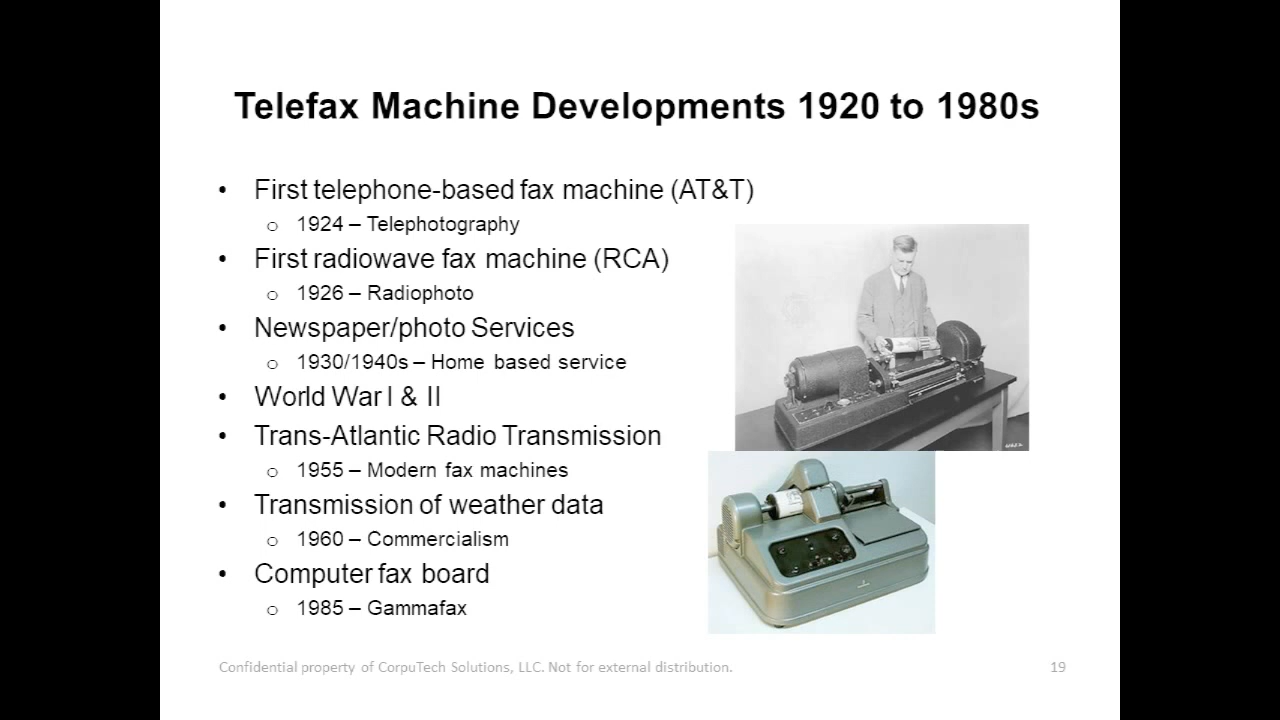 Telefax Machine Developments 1920 to 1980s
• First telephone-based fax machine (AT&T)
o 1924 – Telephotography
• First radiowave fax machine (RCA)
o 1926 – Radiophoto
• Newspaper/photo Services
o 1930/1940s – Home based service
• World War I & II
• Trans-Atlantic Radio Transmission
o 1955 – Modern fax machines
• Transmission of weather data
o 1960 – Commercialism
• Computer fax board
o 1985 – Gammafax
Confidential property of CorpuTech Solutions, LLC. Not for external distribution.
19